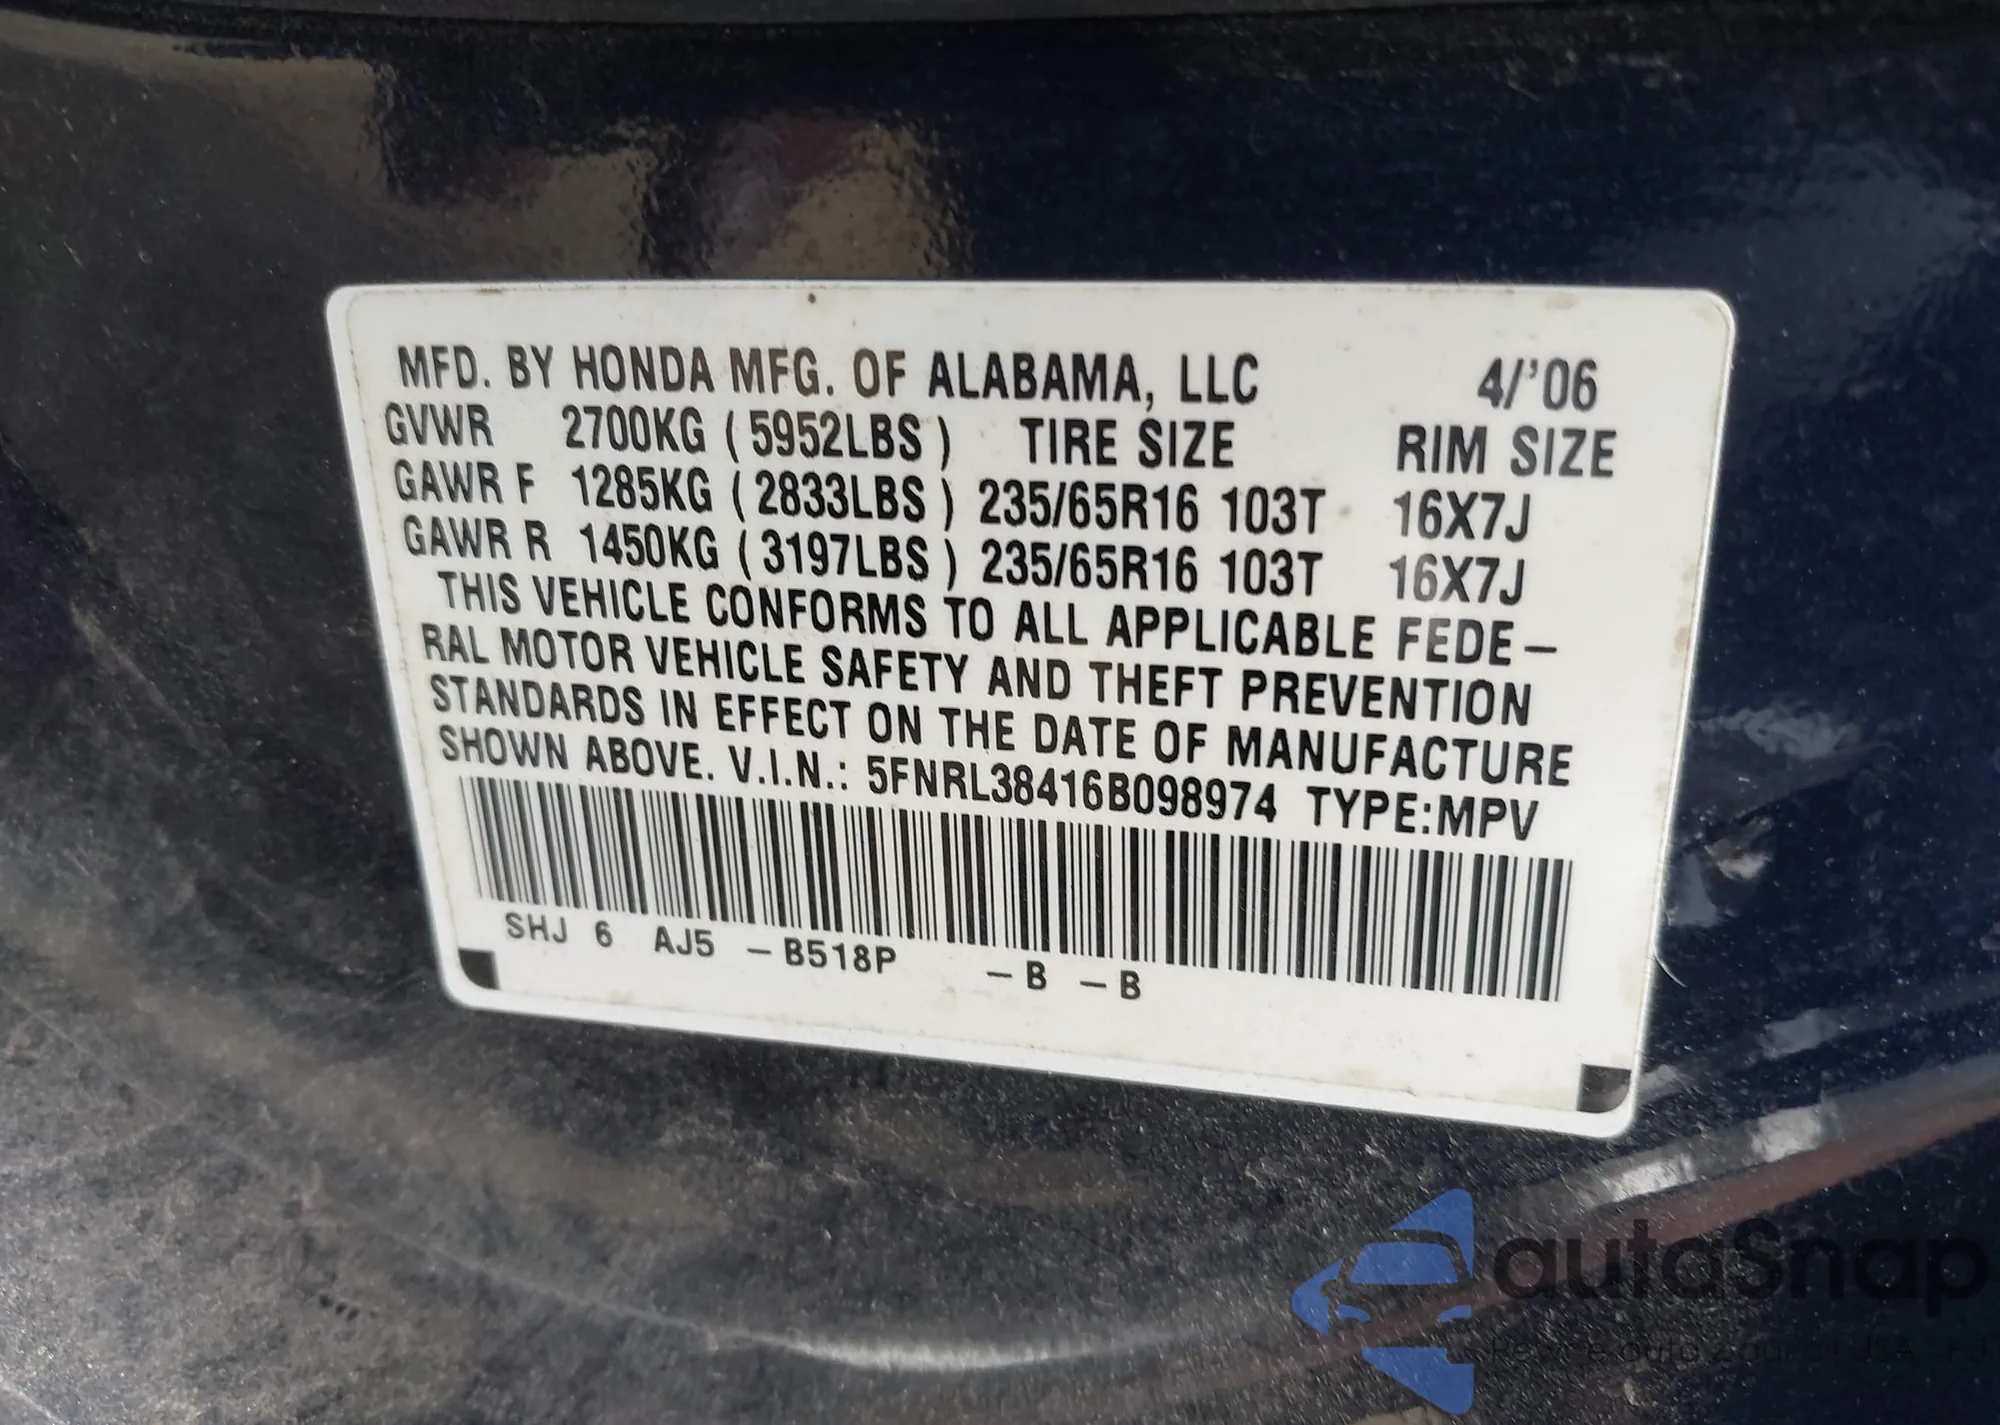 MFD. BY HONDA MFG. OF ALABAMA, LLC 4/'06
GVWR 2700KG ( 5952LBS ) TIRE SIZE RIM SIZE
GAWR F 1285KG ( 2833LBS ) 235/65R16 103T 16X7J
GAWR R 1450KG ( 3197LBS ) 235/65R16 103T 16X7J
THIS VEHICLE CONFORMS TO ALL APPLICABLE FEDE–
RAL MOTOR VEHICLE SAFETY AND THEFT PREVENTION
STANDARDS IN EFFECT ON THE DATE OF MANUFACTURE
SHOWN ABOVE. V.I.N.: 5FNRL38416B098974 TYPE:MPV
SHJ 6 AJ5 –B518P –B –B
autaSnap
auta z USA